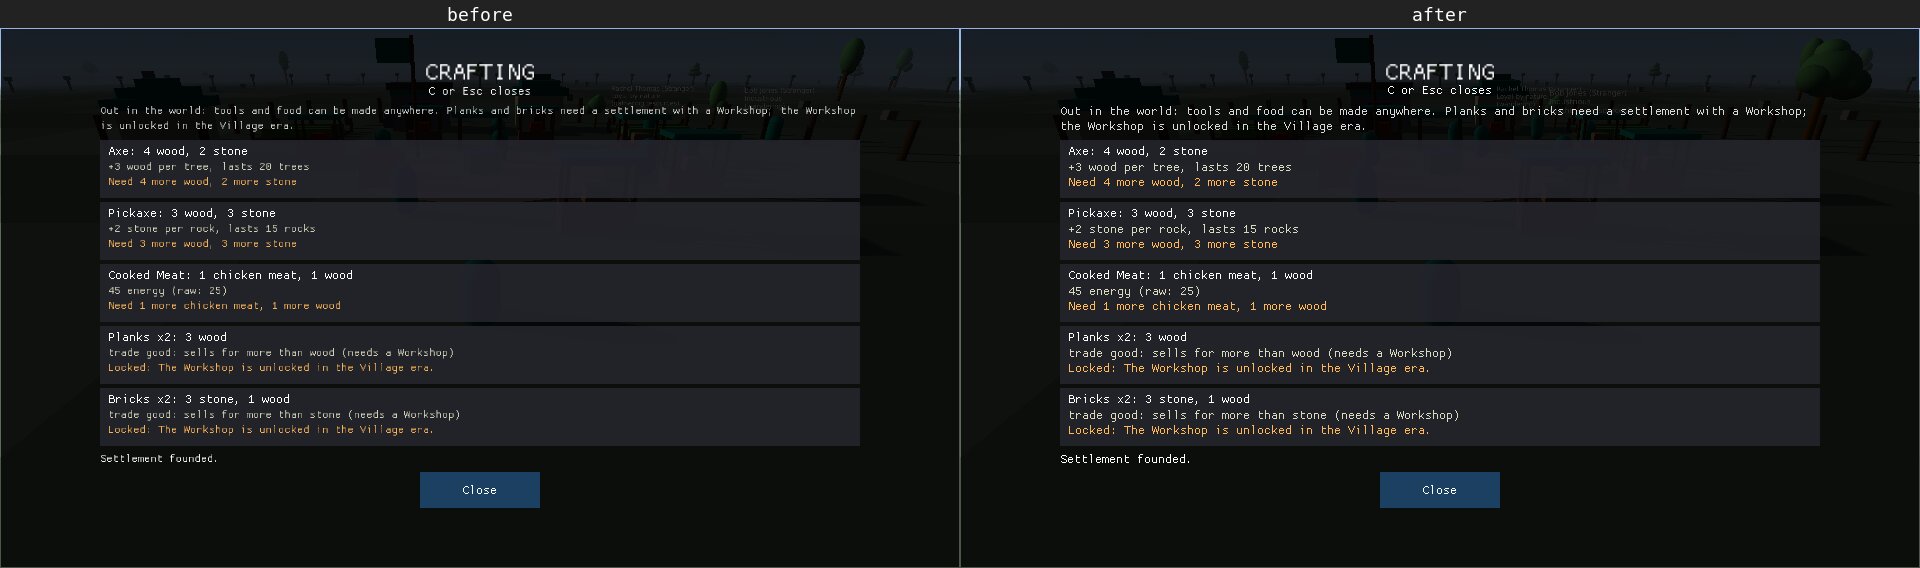 before
CRAFTING
C or Esc closes
Out in the world: tools and food can be made anywhere. Planks and bricks need a settlement with a Workshop; the Workshop
is unlocked in the Village era.
Axe: 4 wood, 2 stone
+3 wood per tree, lasts 20 trees
Need 4 more wood, 2 more stone
Pickaxe: 3 wood, 3 stone
+2 stone per rock, lasts 15 rocks
Need 3 more wood, 3 more stone
Cooked Meat: 1 chicken meat, 1 wood
45 energy (raw: 25)
Need 1 more chicken meat, 1 more wood
Planks x2: 3 wood
trade good: sells for more than wood (needs a Workshop)
Locked: The Workshop is unlocked in the Village era.
Bricks x2: 3 stone, 1 wood
trade good: sells for more than stone (needs a Workshop)
Locked: The Workshop is unlocked in the Village era.
Settlement founded.
Close
after
CRAFTING
C or Esc closes
Out in the world: tools and food can be made anywhere. Planks and bricks need a settlement with a Workshop;
the Workshop is unlocked in the Village era.
Axe: 4 wood, 2 stone
+3 wood per tree, lasts 20 trees
Need 4 more wood, 2 more stone
Pickaxe: 3 wood, 3 stone
+2 stone per rock, lasts 15 rocks
Need 3 more wood, 3 more stone
Cooked Meat: 1 chicken meat, 1 wood
45 energy (raw: 25)
Need 1 more chicken meat, 1 more wood
Planks x2: 3 wood
trade good: sells for more than wood (needs a Workshop)
Locked: The Workshop is unlocked in the Village era.
Bricks x2: 3 stone, 1 wood
trade good: sells for more than stone (needs a Workshop)
Locked: The Workshop is unlocked in the Village era.
Settlement founded.
Close